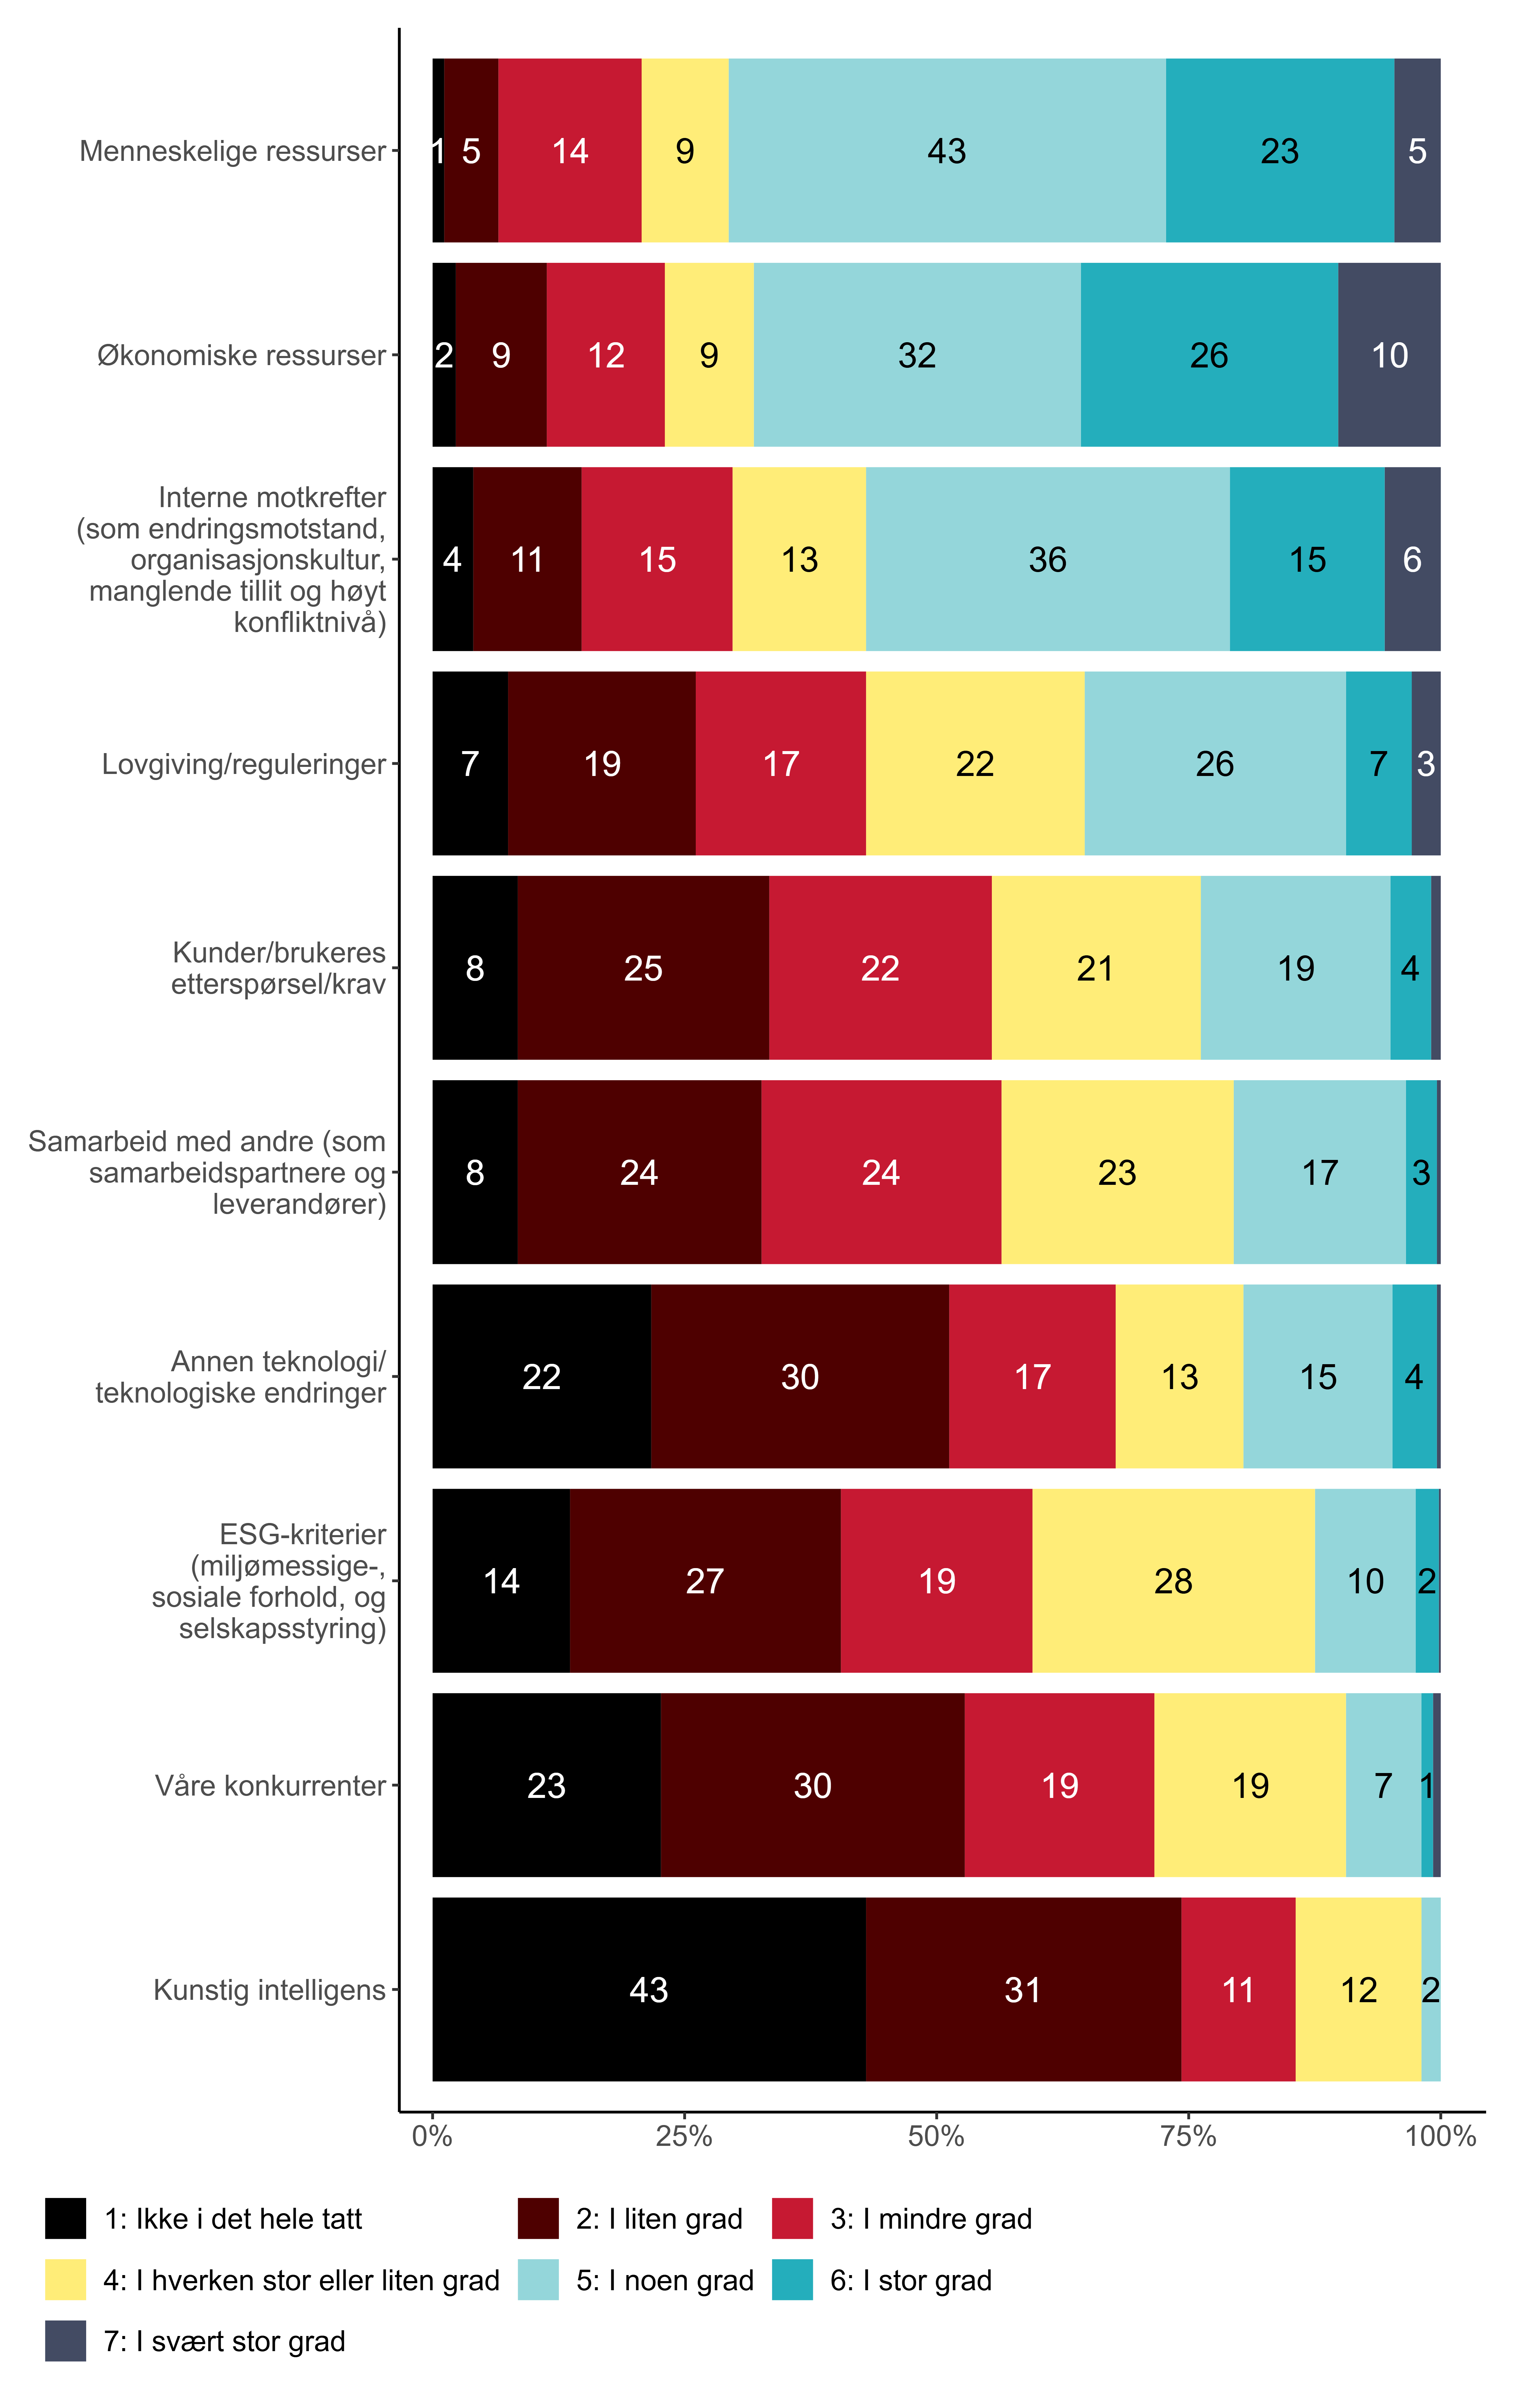 Menneskelige ressurser
1 5 14 9 43 23 5
Økonomiske ressurser
2 9 12 9 32 26 10
Interne motkrefter
(som endringsmotstand,
organisasjonskultur,
manglende tillit og høyt
konfliktnivå)
4 11 15 13 36 15 6
Lovgiving/reguleringer
7 19 17 22 26 7 3
Kunder/brukeres
etterspørsel/krav
8 25 22 21 19 4
Samarbeid med andre (som
samarbeidspartnere og
leverandører)
8 24 24 23 17 3
Annen teknologi/
teknologiske endringer
22 30 17 13 15 4
ESG-kriterier
(miljømessige-,
sosiale forhold, og
selskapsstyring)
14 27 19 28 10 2
Våre konkurrenter
23 30 19 19 7 1
Kunstig intelligens
43 31 11 12 2
0% 25% 50% 75% 100%
1: Ikke i det hele tatt 2: I liten grad 3: I mindre grad
4: I hverken stor eller liten grad 5: I noen grad 6: I stor grad
7: I svært stor grad